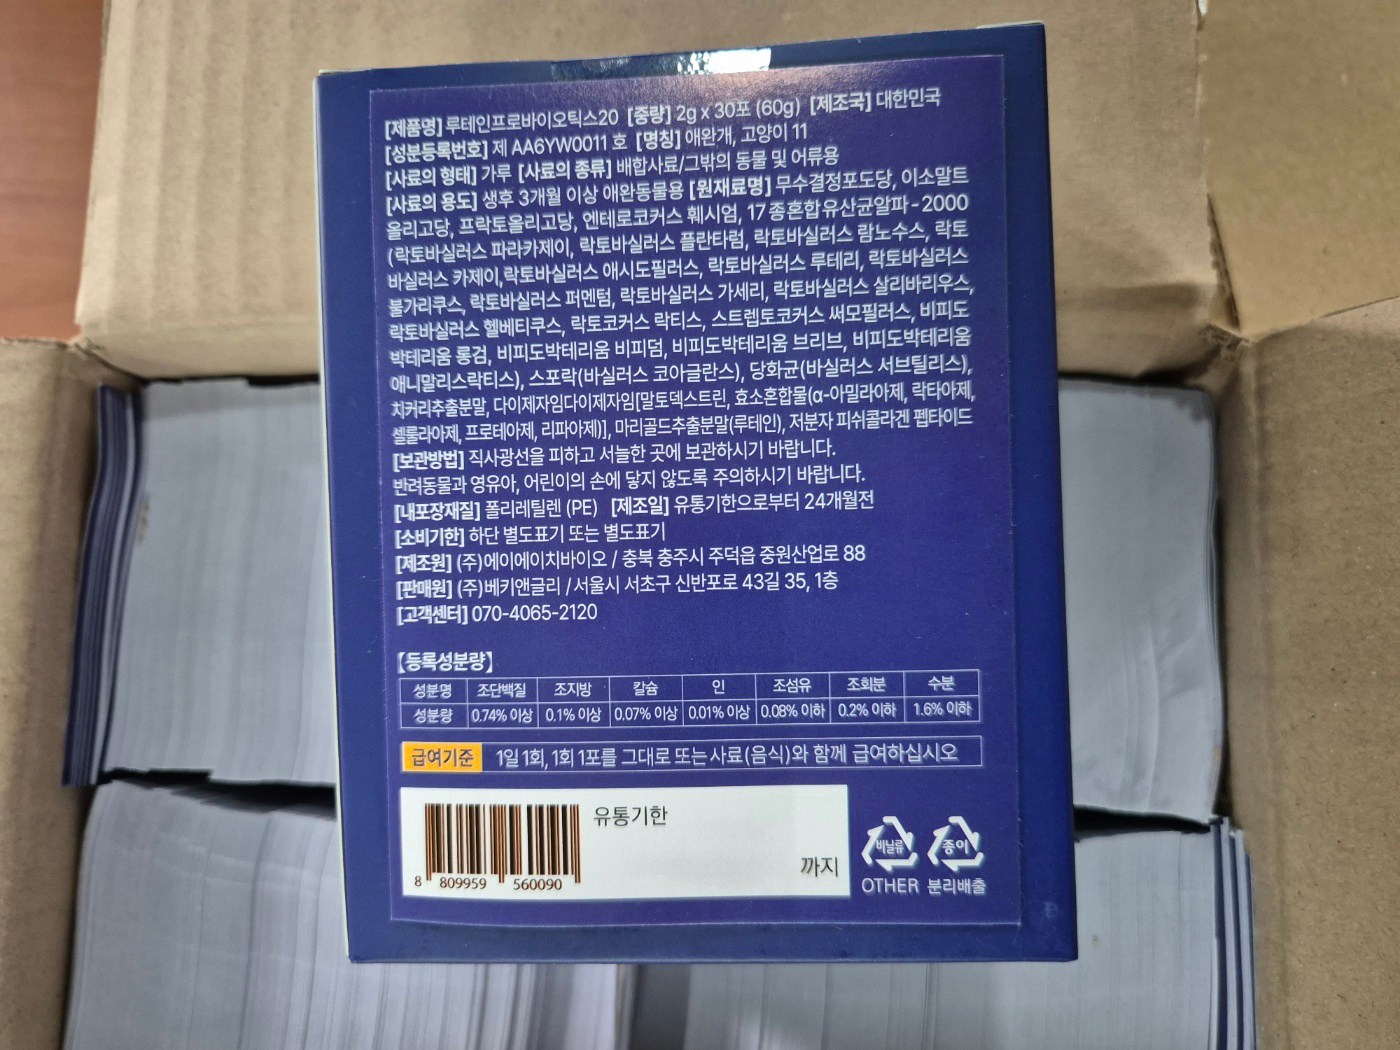 [제품명] 루테인프로바이오틱스20 [중량] 2g x 30포 (60g) [제조국] 대한민국
[성분등록번호] 제 AA6YW0011 호 [명칭] 애완개, 고양이 11
[사료의 형태] 가루 [사료의 종류] 배합사료/그밖의 동물 및 어류용
[사료의 용도] 생후 3개월 이상 애완동물용 [원재료명] 무수결정포도당, 이소말트
올리고당, 프락토올리고당, 엔테로코커스 훼시엄, 17종혼합유산균알파-2000
(락토바실러스 파라카제이, 락토바실러스 플란타럼, 락토바실러스 람노수스, 락토
바실러스 카제이,락토바실러스 애시도필러스, 락토바실러스 루테리, 락토바실러스
불가리쿠스, 락토바실러스 퍼멘텀, 락토바실러스 가세리, 락토바실러스 살리바리우스,
락토바실러스 헬베티쿠스, 락토코커스 락티스, 스트렙토코커스 써모필러스, 비피도
박테리움 롱검, 비피도박테리움 비피덤, 비피도박테리움 브리브, 비피도박테리움
애니말리스락티스), 스포락(바실러스 코아글란스), 당화균(바실러스 서브틸리스),
치커리추출분말, 다이제자임다이제자임[말토덱스트린, 효소혼합물(α-아밀라아제, 락타아제,
셀룰라아제, 프로테아제, 리파아제)], 마리골드추출분말(루테인), 저분자 피쉬콜라겐 펩타이드
[보관방법] 직사광선을 피하고 서늘한 곳에 보관하시기 바랍니다.
반려동물과 영유아, 어린이의 손에 닿지 않도록 주의하시기 바랍니다.
[내포장재질] 폴리레틸렌 (PE) [제조일] 유통기한으로부터 24개월전
[소비기한] 하단 별도표기 또는 별도표기
[제조원] (주)에이에이치바이오 / 충북 충주시 주덕읍 중원산업로 88
[판매원] (주)베키앤글리 / 서울시 서초구 신반포로 43길 35, 1층
[고객센터] 070-4065-2120
【등록성분량】
성분명 조단백질 조지방 칼슘 인 조섬유 조회분 수분
성분량 0.74% 이상 0.1% 이상 0.07% 이상 0.01% 이상 0.08% 이하 0.2% 이하 1.6% 이하
급여기준 1일 1회, 1회 1포를 그대로 또는 사료(음식)와 함께 급여하십시오
유통기한
까지
8 809959 560090
비닐류 종이
OTHER 분리배출